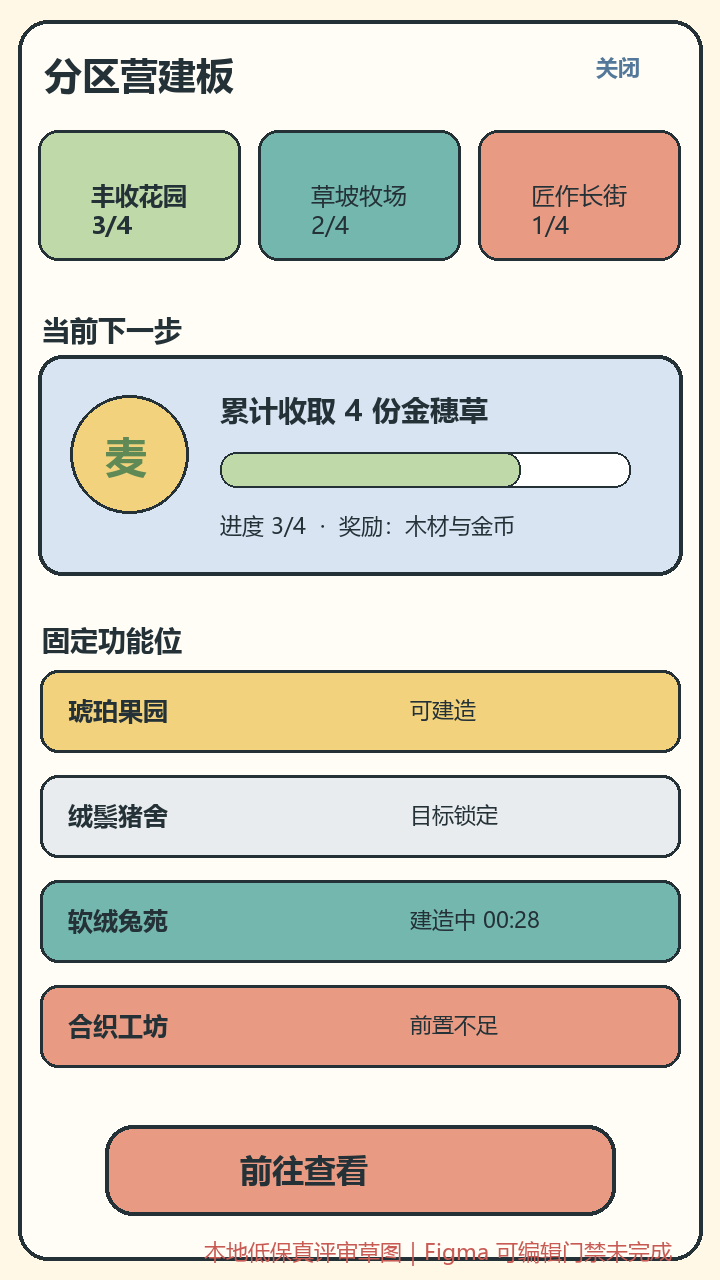 分区营建板
关闭
丰收花园
3/4
草坡牧场
2/4
匠作长街
1/4
当前下一步
麦
累计收取 4 份金穗草
进度 3/4 · 奖励：木材与金币
固定功能位
琥珀果园
可建造
绒鬃猪舍
目标锁定
软绒兔苑
建造中 00:28
合织工坊
前置不足
前往查看
本地低保真评审草图 | Figma 可编辑门禁未完成